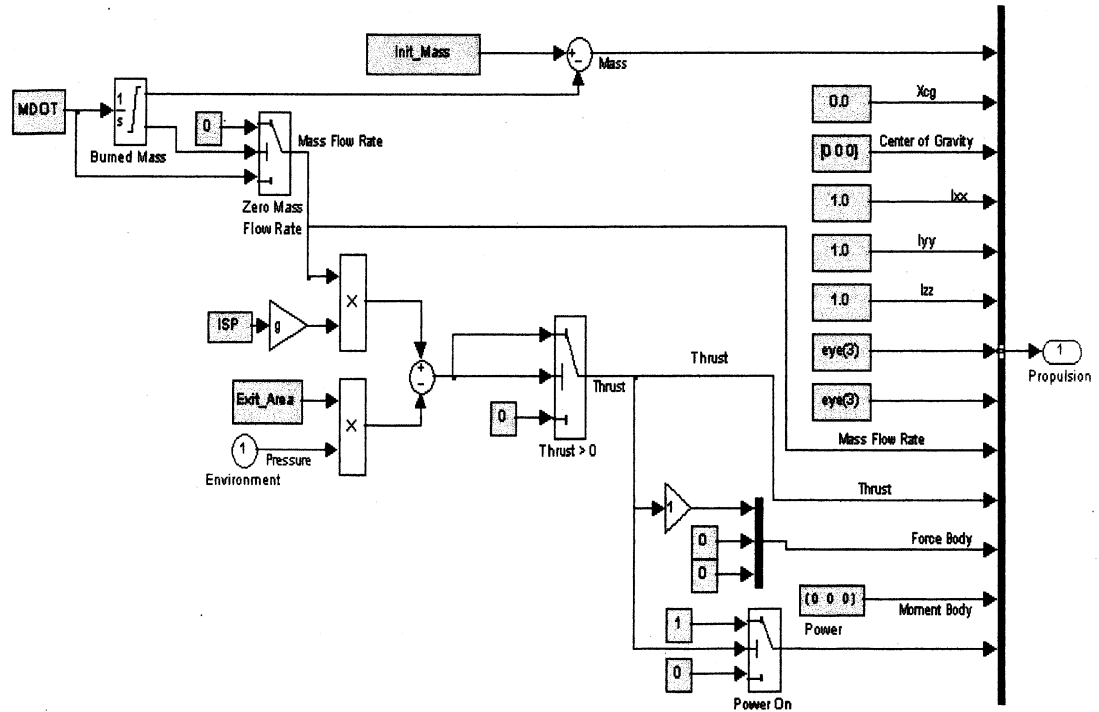 Init_Mass
+
−
Mass
MDOT
1
s
Burned Mass
0
Mass Flow Rate
Zero Mass
Flow Rate
0.0
Xcg
[0 0 0]
Center of Gravity
1.0
Ixx
1.0
Iyy
1.0
Izz
eye(3)
eye(3)
1
Propulsion
ISP
g
X
+
−
Exit_Area
X
1
Pressure
Environment
0
Thrust
Thrust > 0
Thrust
Mass Flow Rate
Thrust
1
0
0
Force Body
(0 0 0)
Moment Body
Power
1
0
Power On